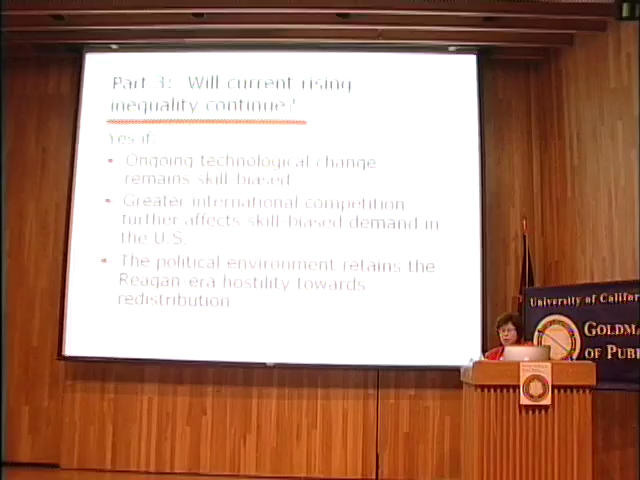 Part 3: Will current rising
inequality continue?
Yes if:
• Ongoing technological change
remains skill-biased
• Greater international competition
further affects skill-biased demand in
the U.S.
• The political environment retains the
Reagan-era hostility towards
redistribution
University of Califor
GOLDMA
OF PUBL